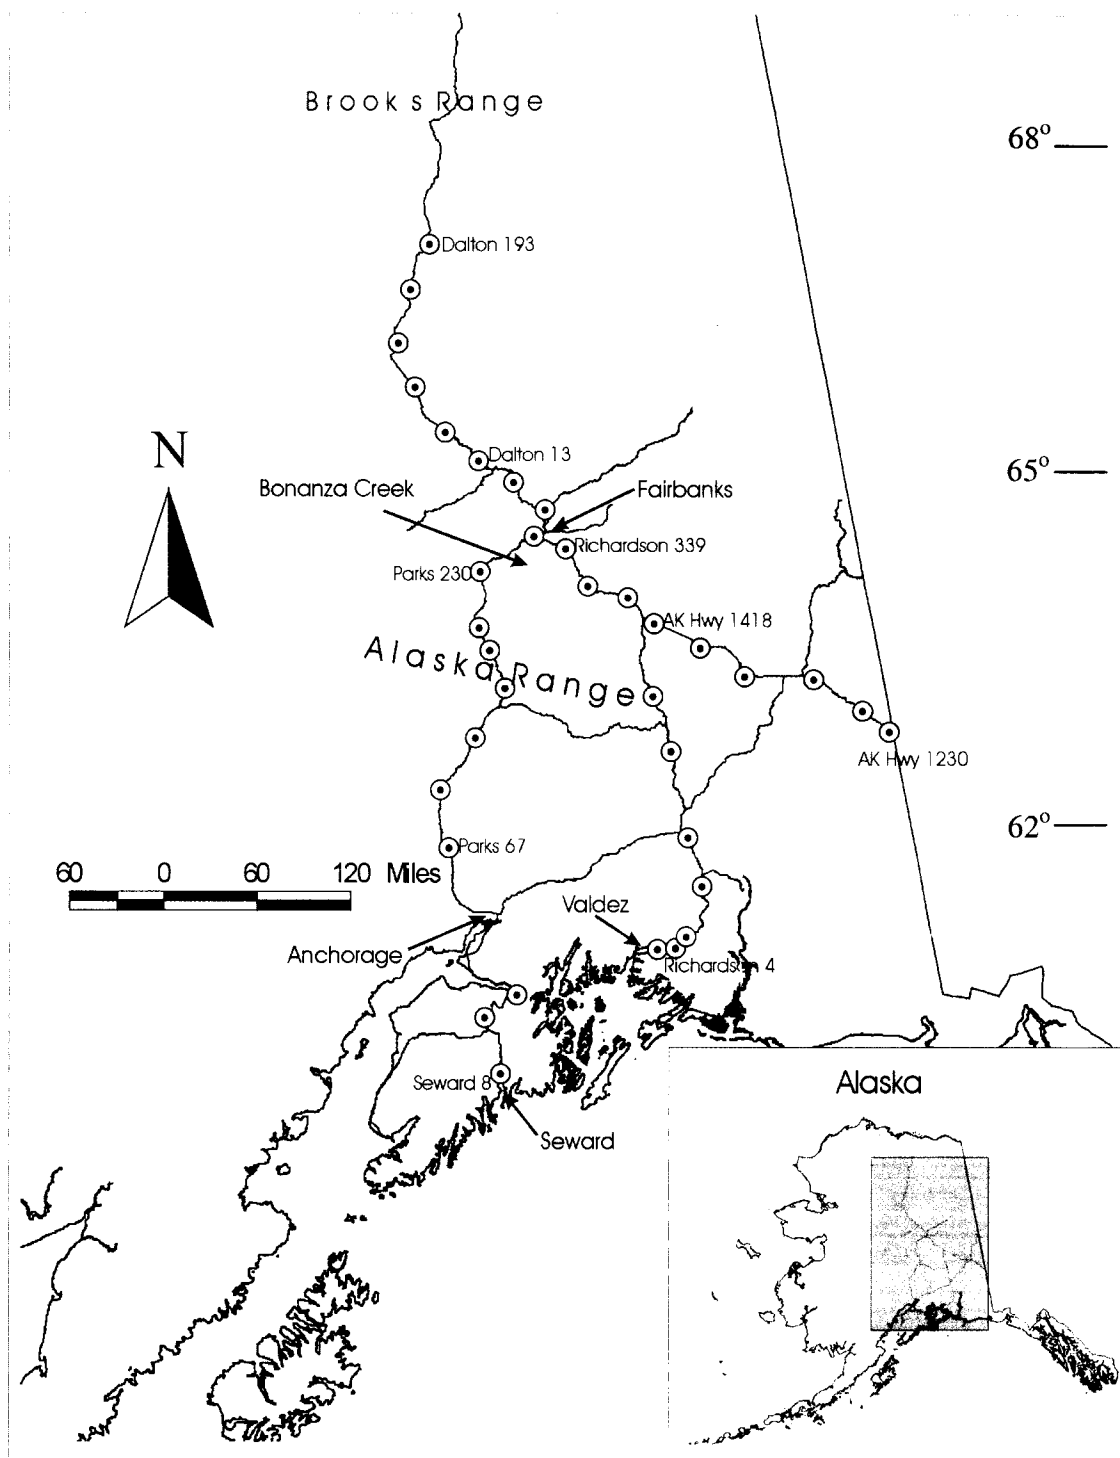 Brooks Range
68°
Dalton 193
N
Dalton 13
65°
Bonanza Creek
Fairbanks
Richardson 339
Parks 230
AK Hwy 1418
Alaska Range
AK Hwy 1230
62°
Parks 67
60 0 60 120 Miles
Valdez
Anchorage
Richardson 4
Seward 8
Alaska
Seward